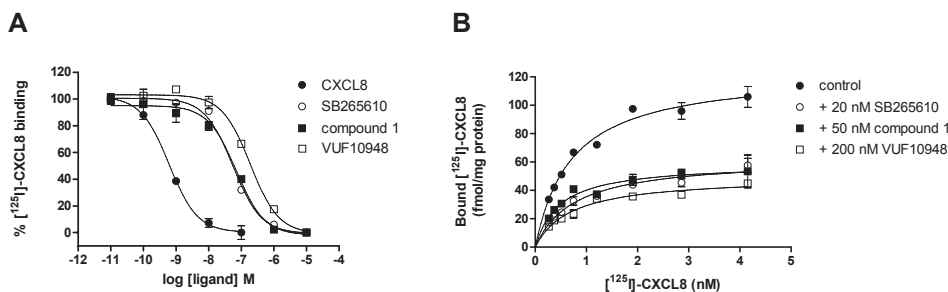 A
% [¹²⁵I]-CXCL8 binding
120
100
80
60
40
20
0
-12 -11 -10 -9 -8 -7 -6 -5 -4
log [ligand] M
CXCL8
SB265610
compound 1
VUF10948
B
Bound [¹²⁵I]-CXCL8
(fmol/mg protein)
120
100
80
60
40
20
0
0 1 2 3 4 5
[¹²⁵I]-CXCL8 (nM)
control
+ 20 nM SB265610
+ 50 nM compound 1
+ 200 nM VUF10948